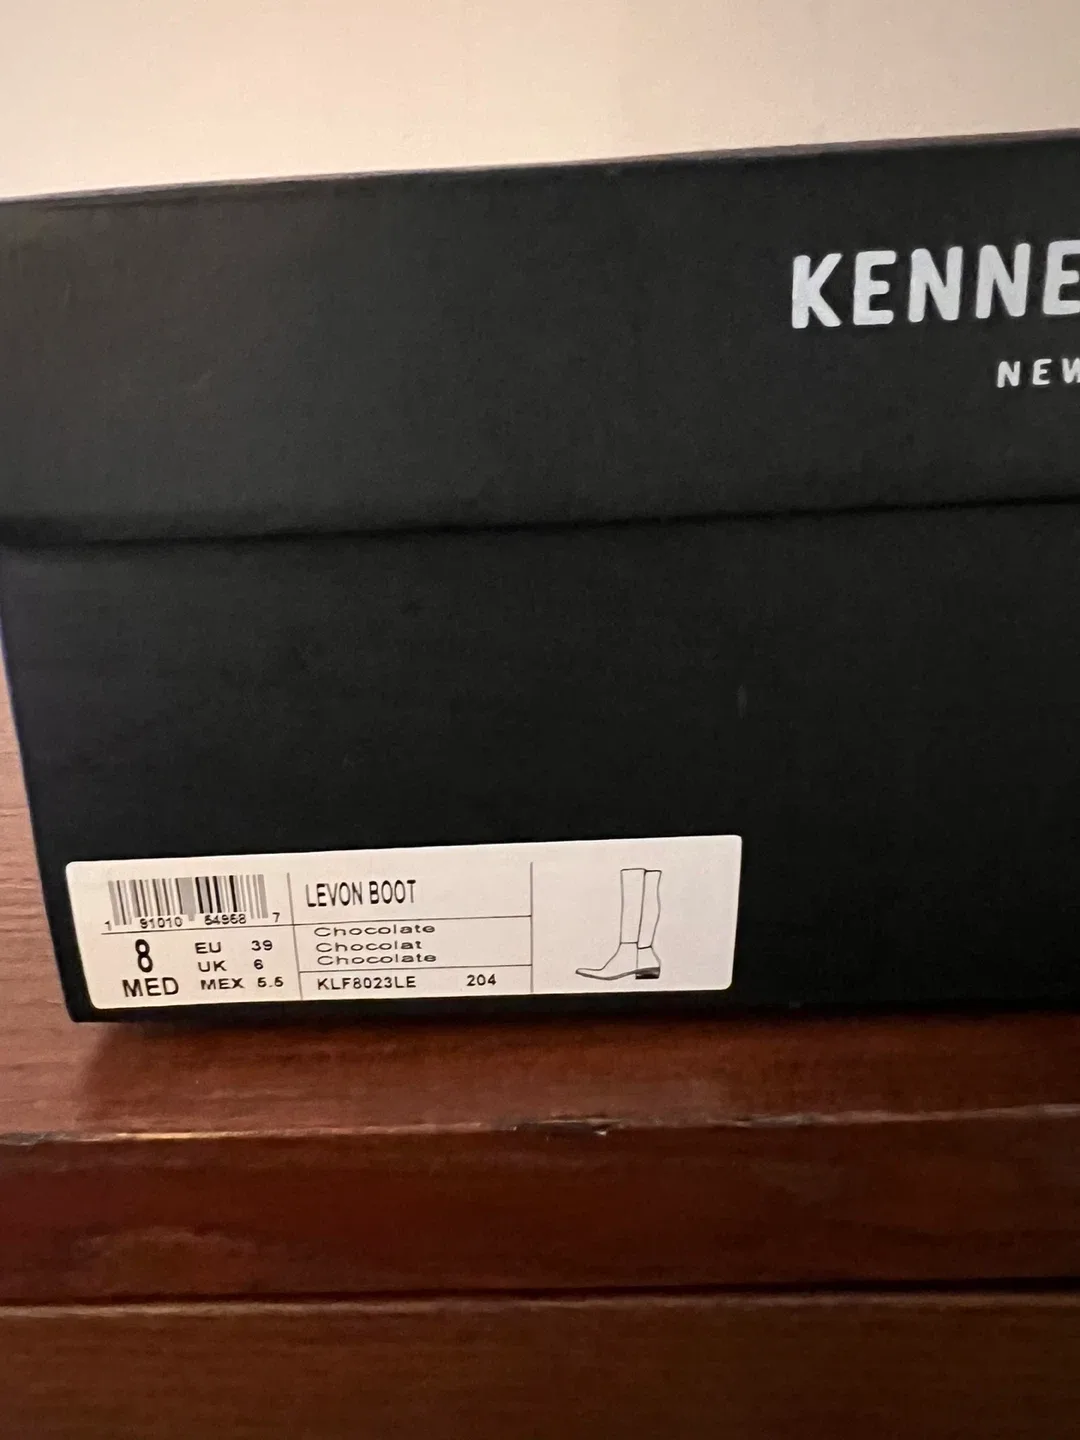 KENNE
NEW
1 91010 54968 7
8
MED
EU 39
UK 6
MEX 5.5
LEVON BOOT
Chocolate
Chocolat
Chocolate
KLF8023LE 204